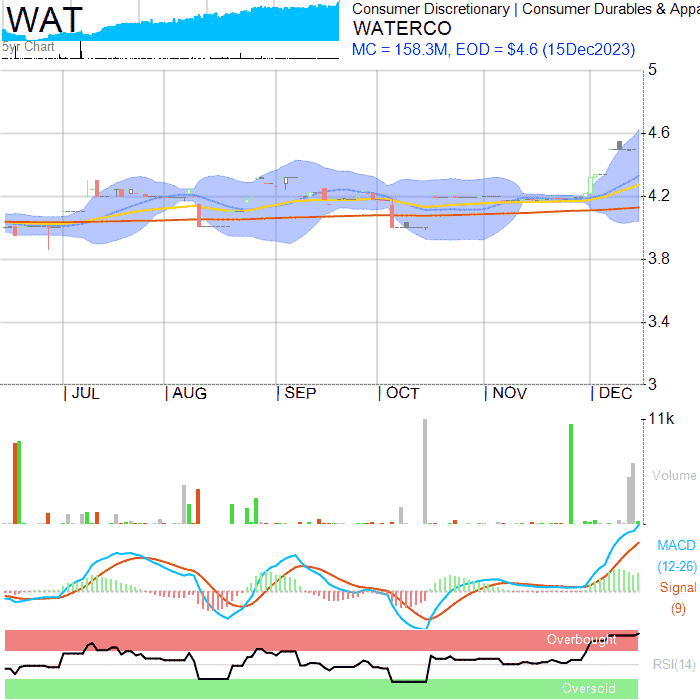 WAT
5yr Chart
Consumer Discretionary | Consumer Durables & Appa
WATERCO
MC = 158.3M, EOD = $4.6 (15Dec2023)
5
4.6
4.2
3.8
3.4
3
| JUL | AUG | SEP | OCT | NOV | DEC
11k
Volume
MACD
(12-26)
Signal
(9)
Overbought
RSI(14)
Oversold